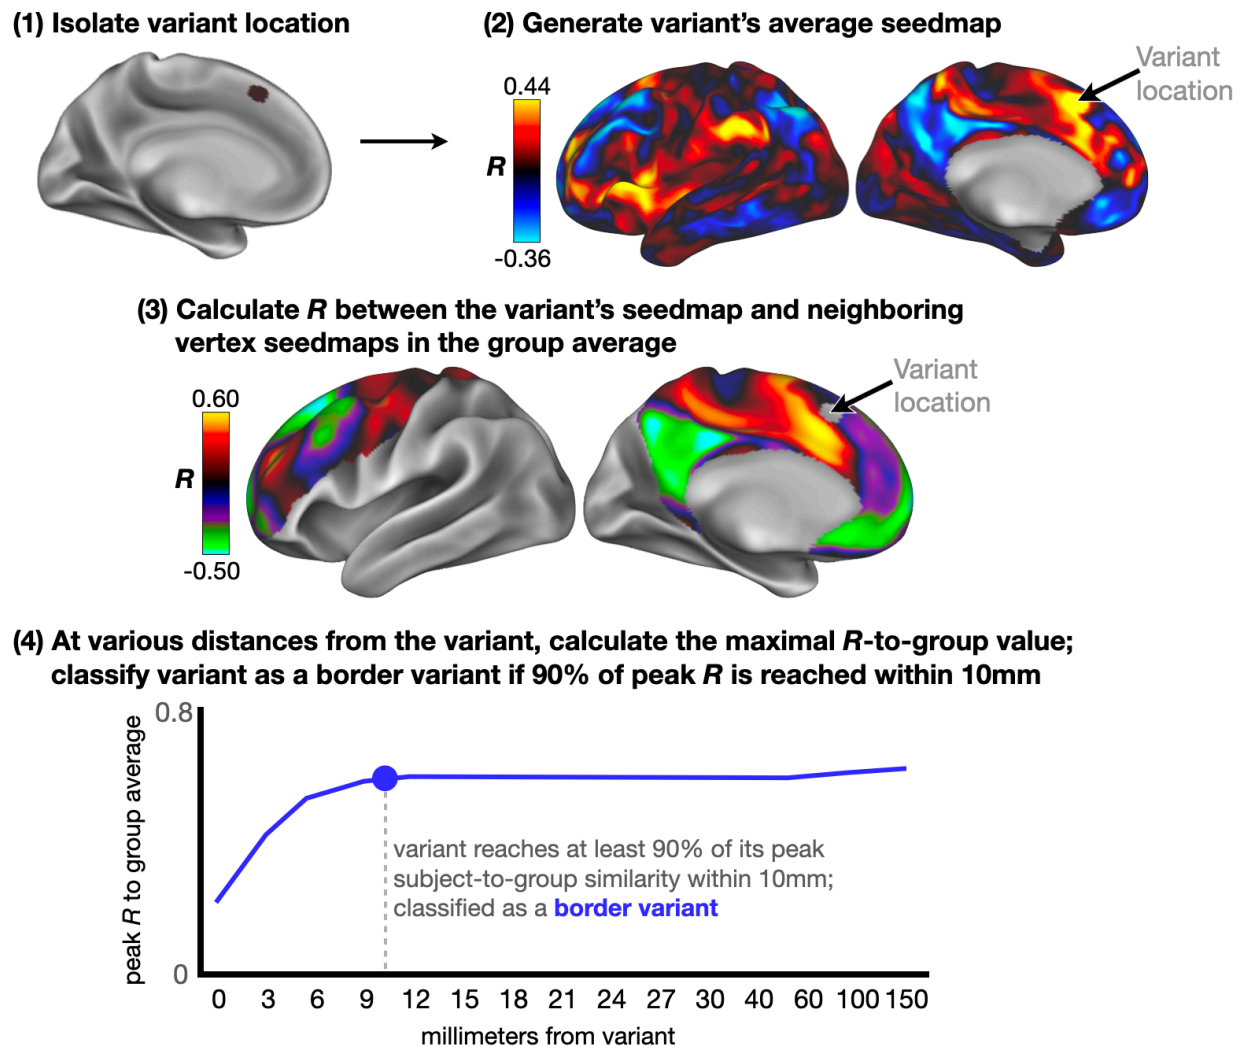 (1) Isolate variant location
(2) Generate variant's average seedmap
Variant
location
0.44
R
-0.36
(3) Calculate R between the variant's seedmap and neighboring
vertex seedmaps in the group average
Variant
location
0.60
R
-0.50
(4) At various distances from the variant, calculate the maximal R-to-group value;
classify variant as a border variant if 90% of peak R is reached within 10mm
0.8
peak R to group average
variant reaches at least 90% of its peak
subject-to-group similarity within 10mm;
classified as a border variant
0
0 3 6 9 12 15 18 21 24 27 30 40 60 100 150
millimeters from variant